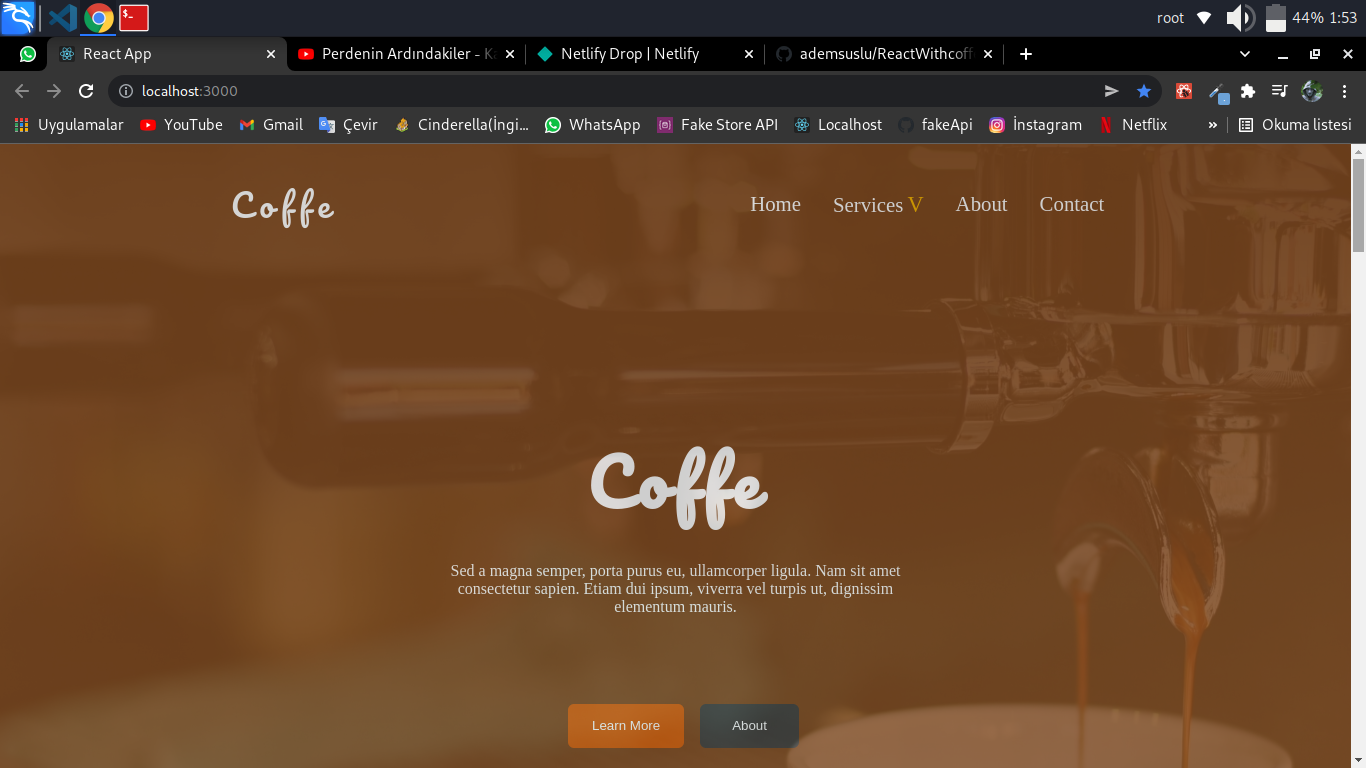 root 44% 1:53
React App
Perdenin Ardındakiler - Ka
Netlify Drop | Netlify
ademsuslu/ReactWithcoff
localhost:3000
Uygulamalar
YouTube
Gmail
Çevir
Cinderella(İngi...
WhatsApp
Fake Store API
Localhost
fakeApi
İnstagram
Netflix
»
Okuma listesi
Coffe
Home
Services V
About
Contact
Coffe
Sed a magna semper, porta purus eu, ullamcorper ligula. Nam sit amet
consectetur sapien. Etiam dui ipsum, viverra vel turpis ut, dignissim
elementum mauris.
Learn More
About